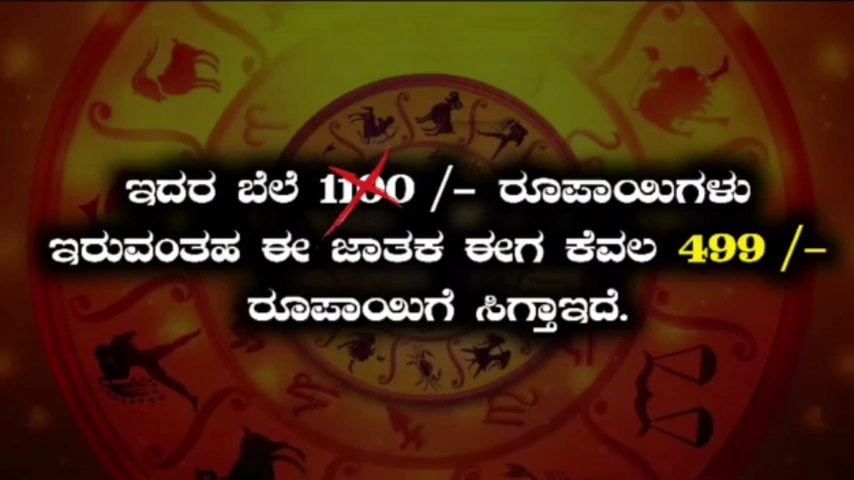 ಇದರ ಬೆಲೆ 1100 /- ರೂಪಾಯಿಗಳು
ಇರುವಂತಹ ಈ ಜಾತಕ ಈಗ ಕೆವಲ 499 /-
ರೂಪಾಯಿಗೆ ಸಿಗ್ತಾಇದೆ.